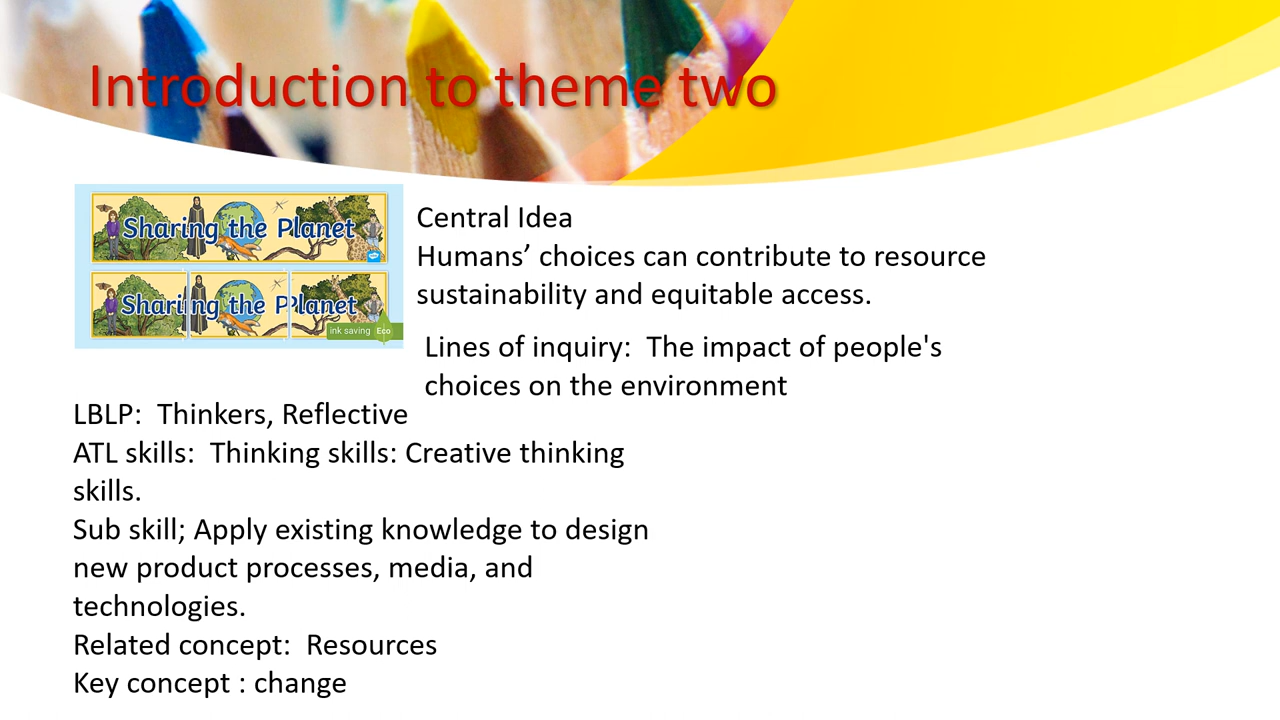 Introduction to theme two
Sharing the Planet
Sharing the Planet
ink saving Eco
Central Idea
Humans’ choices can contribute to resource
sustainability and equitable access.
Lines of inquiry:  The impact of people's
choices on the environment
LBLP:  Thinkers, Reflective
ATL skills:  Thinking skills: Creative thinking
skills.
Sub skill; Apply existing knowledge to design
new product processes, media, and
technologies.
Related concept:  Resources
Key concept : change